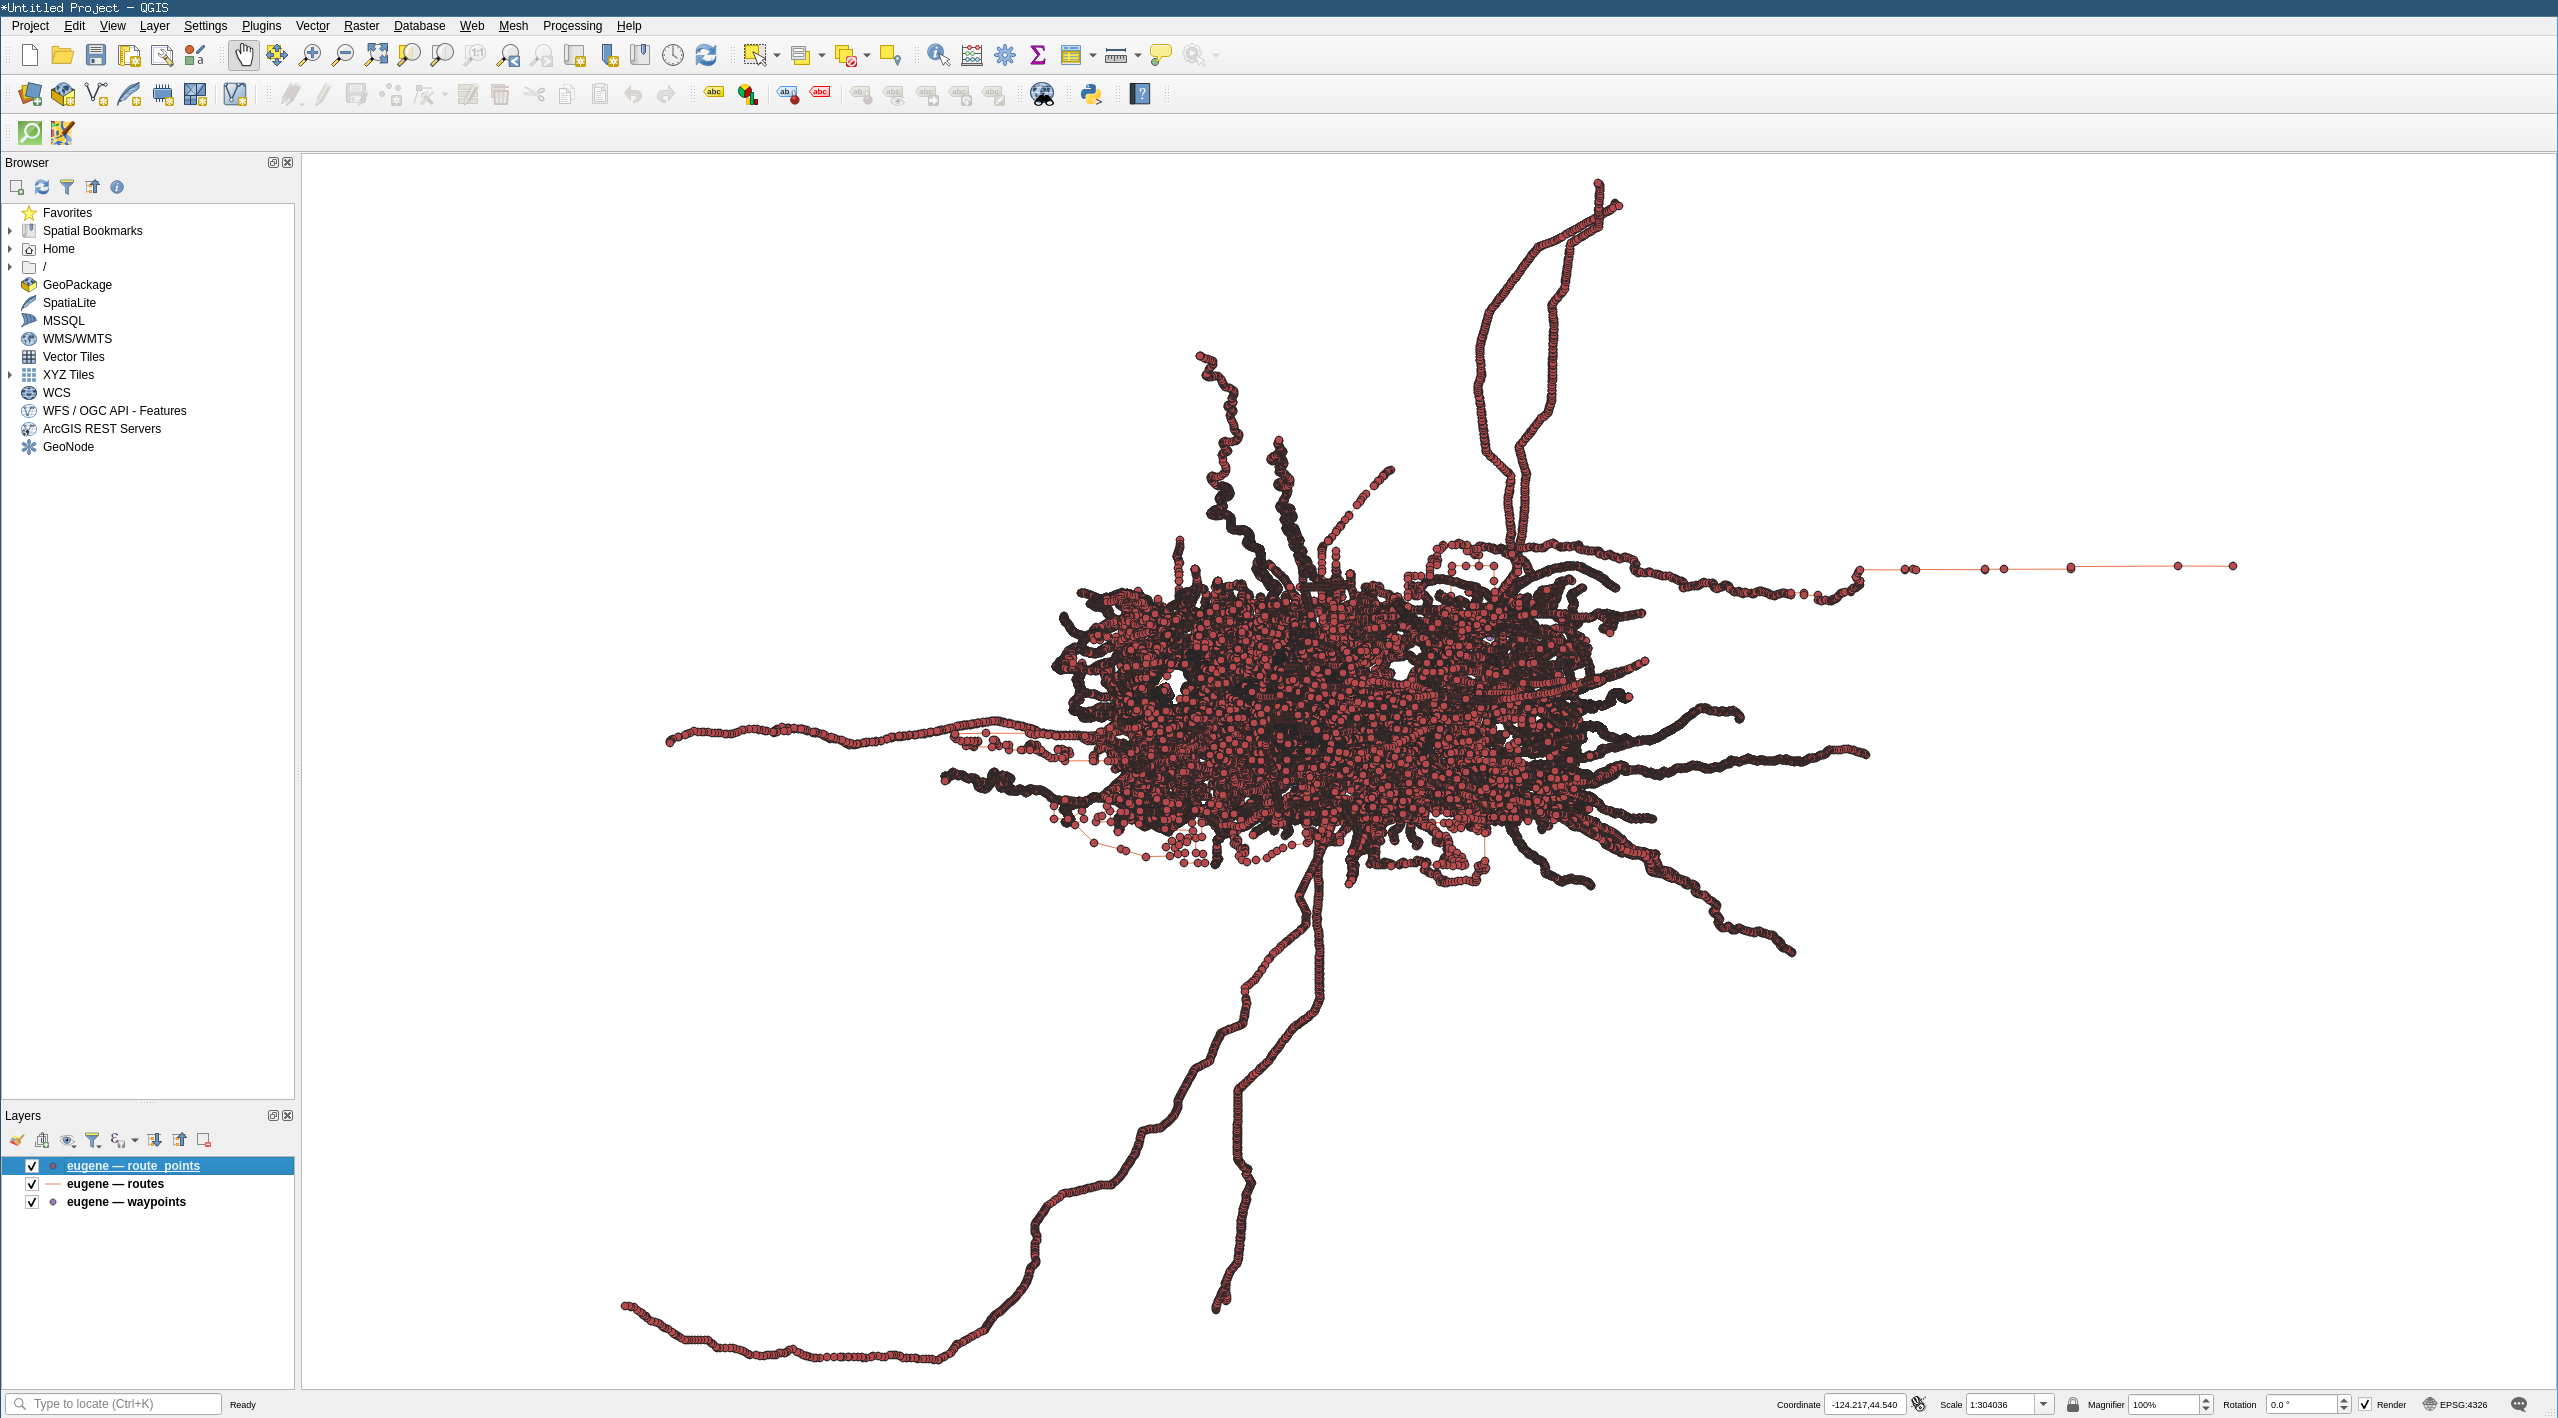 *Untitled Project — QGIS
Project Edit View Layer Settings Plugins Vector Raster Database Web Mesh Processing Help
Browser
Favorites
Spatial Bookmarks
Home
/
GeoPackage
SpatiaLite
MSSQL
WMS/WMTS
Vector Tiles
XYZ Tiles
WCS
WFS / OGC API - Features
ArcGIS REST Servers
GeoNode
Layers
eugene — route_points
eugene — routes
eugene — waypoints
Type to locate (Ctrl+K) Ready Coordinate -124.217,44.540 Scale 1:304036 Magnifier 100% Rotation 0.0 ° Render EPSG:4326